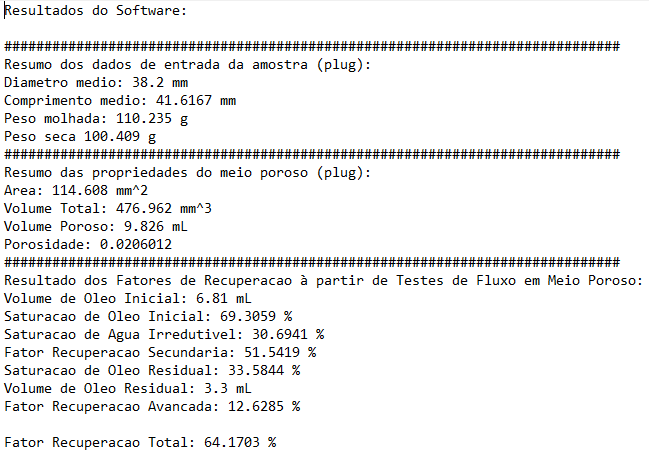 Resultados do Software:
#############################################################################
Resumo dos dados de entrada da amostra (plug):
Diametro medio: 38.2 mm
Comprimento medio: 41.6167 mm
Peso molhada: 110.235 g
Peso seca 100.409 g
#############################################################################
Resumo das propriedades do meio poroso (plug):
Area: 114.608 mm^2
Volume Total: 476.962 mm^3
Volume Poroso: 9.826 mL
Porosidade: 0.0206012
#############################################################################
Resultado dos Fatores de Recuperacao à partir de Testes de Fluxo em Meio Poroso:
Volume de Oleo Inicial: 6.81 mL
Saturacao de Oleo Inicial: 69.3059 %
Saturacao de Agua Irredutivel: 30.6941 %
Fator Recuperacao Secundaria: 51.5419 %
Saturacao de Oleo Residual: 33.5844 %
Volume de Oleo Residual: 3.3 mL
Fator Recuperacao Avancada: 12.6285 %
Fator Recuperacao Total: 64.1703 %